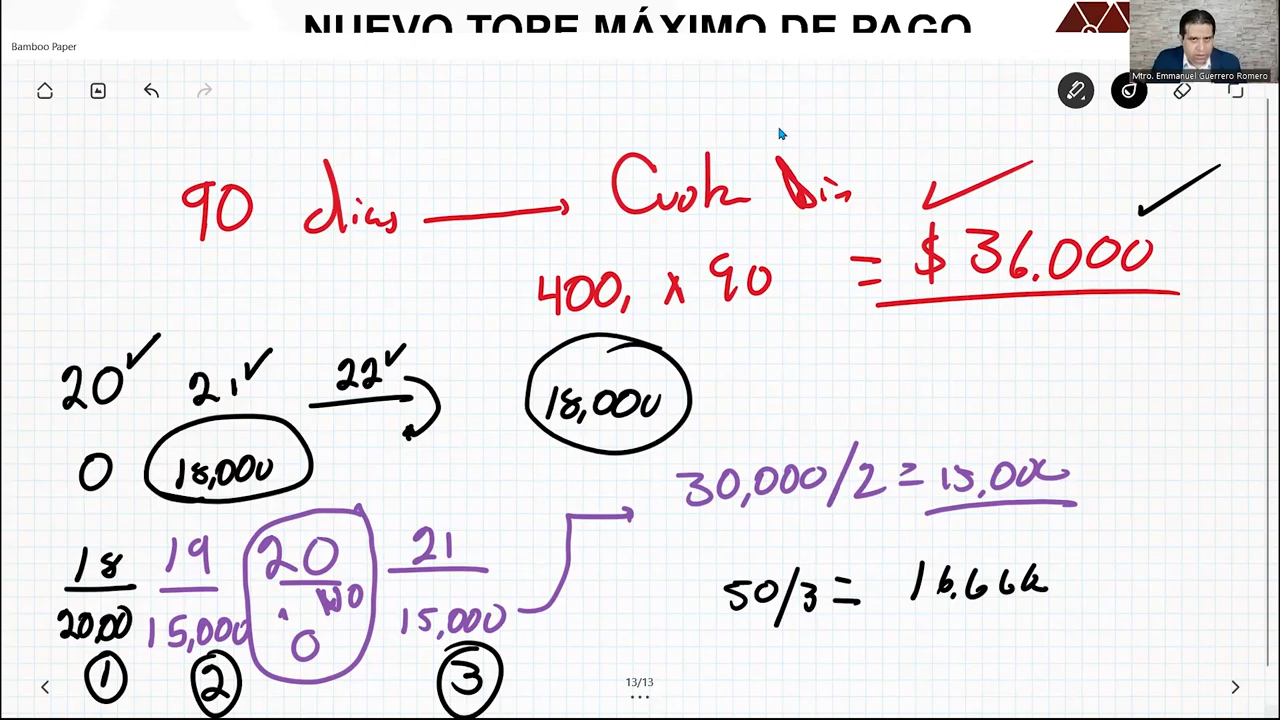 NUEVO TOPE MÁXIMO DE PAGO
Bamboo Paper
Mtro. Emmanuel Guerrero Romero
90 dias → Cuota
400, x 90 = $ 36.000
20 21 22
18,000
0 18,000
30,000/2 = 15,000
18 19 20 21
2000 15,000 0 15,000
50/3 = 16.666
1 2 3
13/13